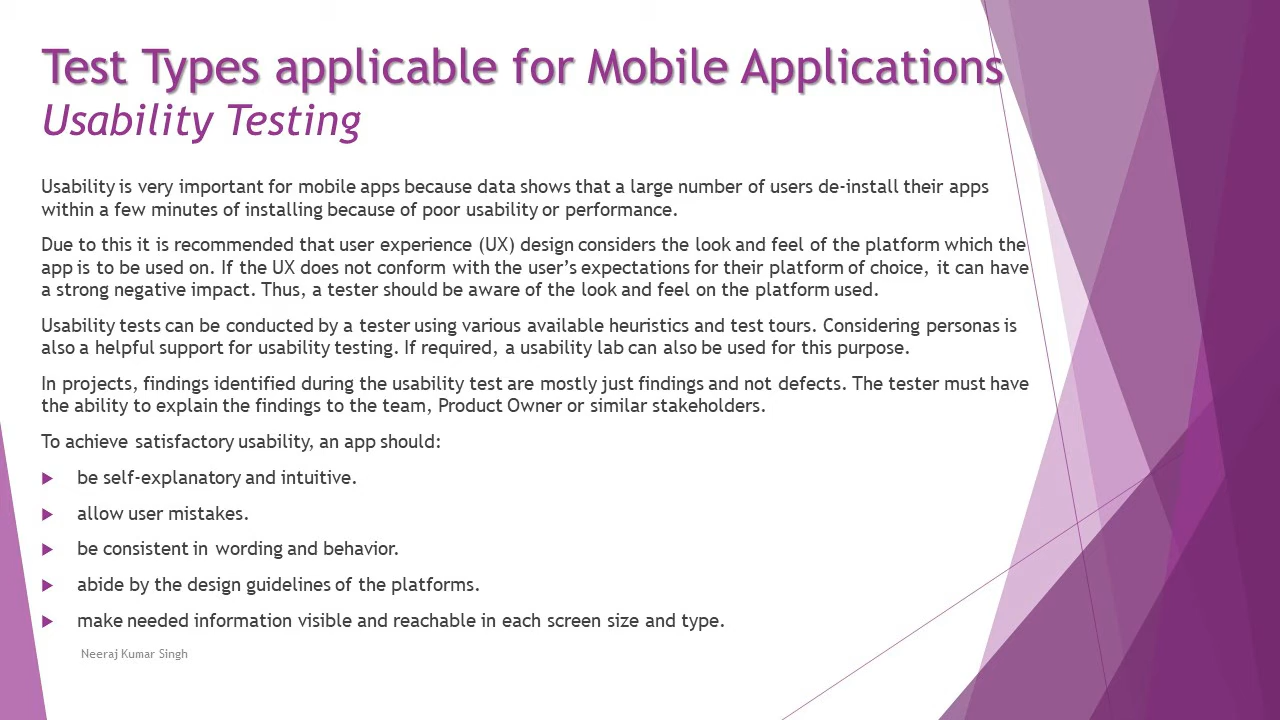 Test Types applicable for Mobile Applications
Usability Testing
Usability is very important for mobile apps because data shows that a large number of users de-install their apps
within a few minutes of installing because of poor usability or performance.
Due to this it is recommended that user experience (UX) design considers the look and feel of the platform which the
app is to be used on. If the UX does not conform with the user’s expectations for their platform of choice, it can have
a strong negative impact. Thus, a tester should be aware of the look and feel on the platform used.
Usability tests can be conducted by a tester using various available heuristics and test tours. Considering personas is
also a helpful support for usability testing. If required, a usability lab can also be used for this purpose.
In projects, findings identified during the usability test are mostly just findings and not defects. The tester must have
the ability to explain the findings to the team, Product Owner or similar stakeholders.
To achieve satisfactory usability, an app should:
be self-explanatory and intuitive.
allow user mistakes.
be consistent in wording and behavior.
abide by the design guidelines of the platforms.
make needed information visible and reachable in each screen size and type.
Neeraj Kumar Singh